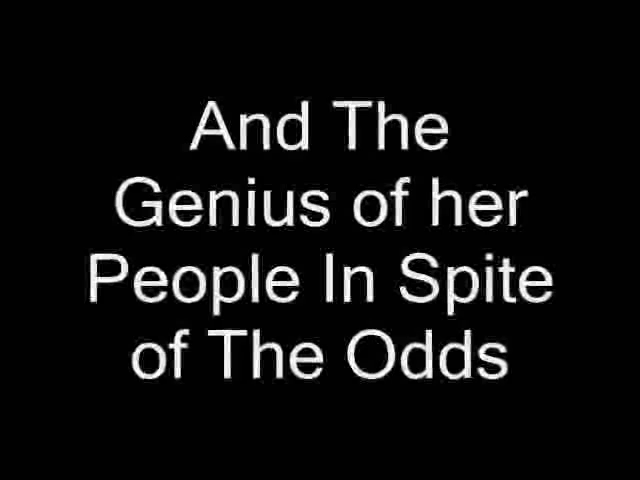 And The
Genius of her
People In Spite
of The Odds